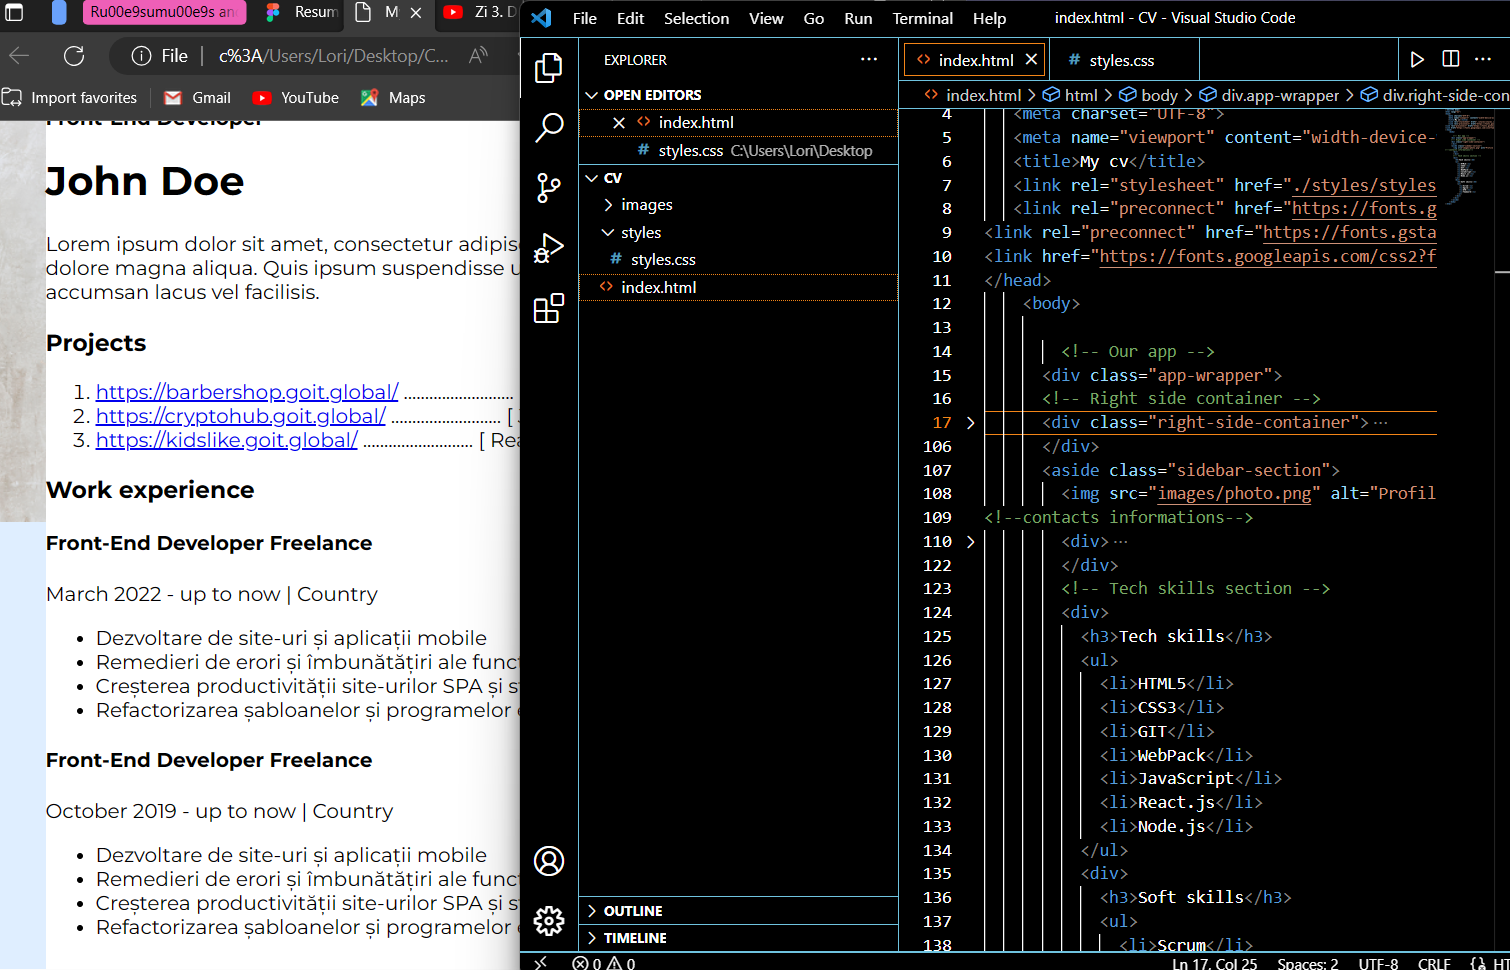 Ru00e9sumu00e9s an
Resum
My
Zi 3. D
File
c%3A/Users/Lori/Desktop/C...
Import favorites
Gmail
YouTube
Maps
Front-End Developer
John Doe
Lorem ipsum dolor sit amet, consectetur adipis
dolore magna aliqua. Quis ipsum suspendisse u
accumsan lacus vel facilisis.
Projects
1. https://barbershop.goit.global/ .........................
2. https://cryptohub.goit.global/ ......................... [
3. https://kidslike.goit.global/ ......................... [ Rea
Work experience
Front-End Developer Freelance
March 2022 - up to now | Country
• Dezvoltare de site-uri și aplicații mobile
• Remedieri de erori și îmbunătățiri ale funct
• Creșterea productivității site-urilor SPA și st
• Refactorizarea șabloanelor și programelor
Front-End Developer Freelance
October 2019 - up to now | Country
• Dezvoltare de site-uri și aplicații mobile
• Remedieri de erori și îmbunătățiri ale funct
• Creșterea productivității site-urilor SPA și st
• Refactorizarea șabloanelor și programelor
File Edit Selection View Go Run Terminal Help
index.html - CV - Visual Studio Code
EXPLORER
OPEN EDITORS
index.html
styles.css C:\Users\Lori\Desktop
CV
images
styles
styles.css
index.html
OUTLINE
TIMELINE
index.html
styles.css
index.html > html > body > div.app-wrapper > div.right-side-con
4 <meta charset="UTF-8">
5 <meta name="viewport" content="width-device-
6 <title>My cv</title>
7 <link rel="stylesheet" href="./styles/styles
8 <link rel="preconnect" href="https://fonts.g
9 <link rel="preconnect" href="https://fonts.gsta
10 <link href="https://fonts.googleapis.com/css2?f
11 </head>
12 <body>
13
14 <!-- Our app -->
15 <div class="app-wrapper">
16 <!-- Right side container -->
17 <div class="right-side-container">···
106 </div>
107 <aside class="sidebar-section">
108 <img src="images/photo.png" alt="Profil
109 <!--contacts informations-->
110 <div>···
122 </div>
123 <!-- Tech skills section -->
124 <div>
125 <h3>Tech skills</h3>
126 <ul>
127 <li>HTML5</li>
128 <li>CSS3</li>
129 <li>GIT</li>
130 <li>WebPack</li>
131 <li>JavaScript</li>
132 <li>React.js</li>
133 <li>Node.js</li>
134 </ul>
135 <div>
136 <h3>Soft skills</h3>
137 <ul>
138 <li>Scrum</li>
0 0
Ln 17, Col 25 Spaces: 2 UTF-8 CRLF {} HT